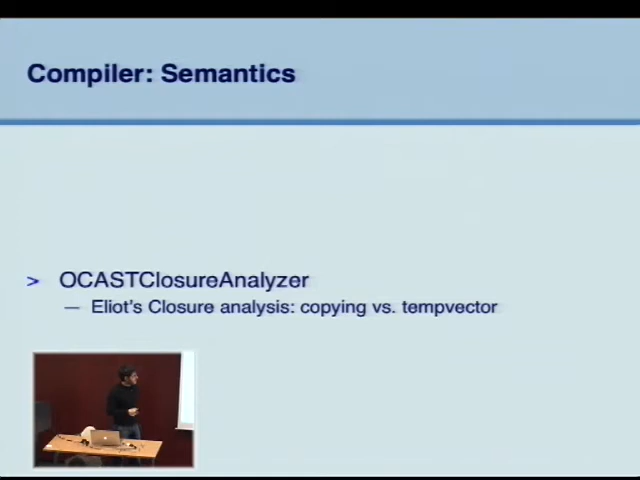 Compiler: Semantics
> OCASTClosureAnalyzer
— Eliot's Closure analysis: copying vs. tempvector